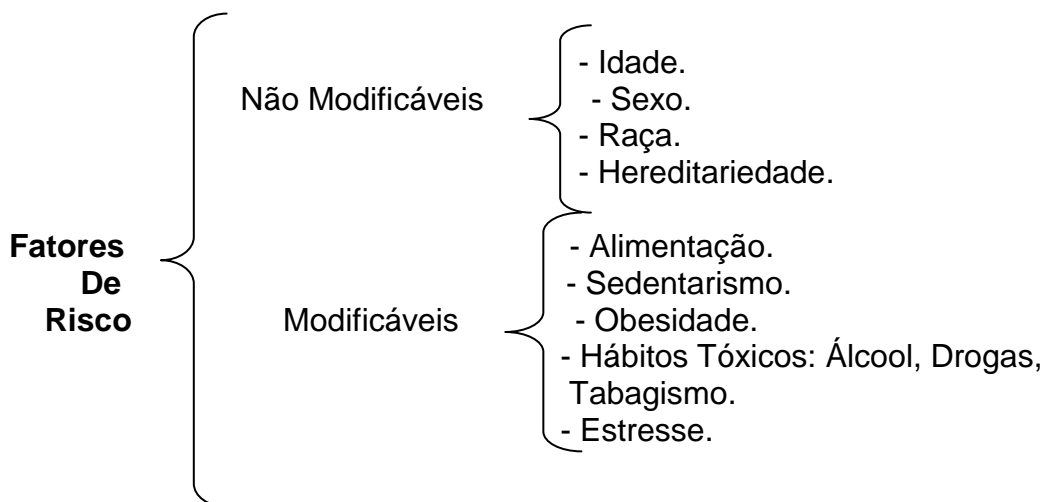 Fatores
De
Risco
Não Modificáveis
- Idade.
- Sexo.
- Raça.
- Hereditariedade.
Modificáveis
- Alimentação.
- Sedentarismo.
- Obesidade.
- Hábitos Tóxicos: Álcool, Drogas,
Tabagismo.
- Estresse.